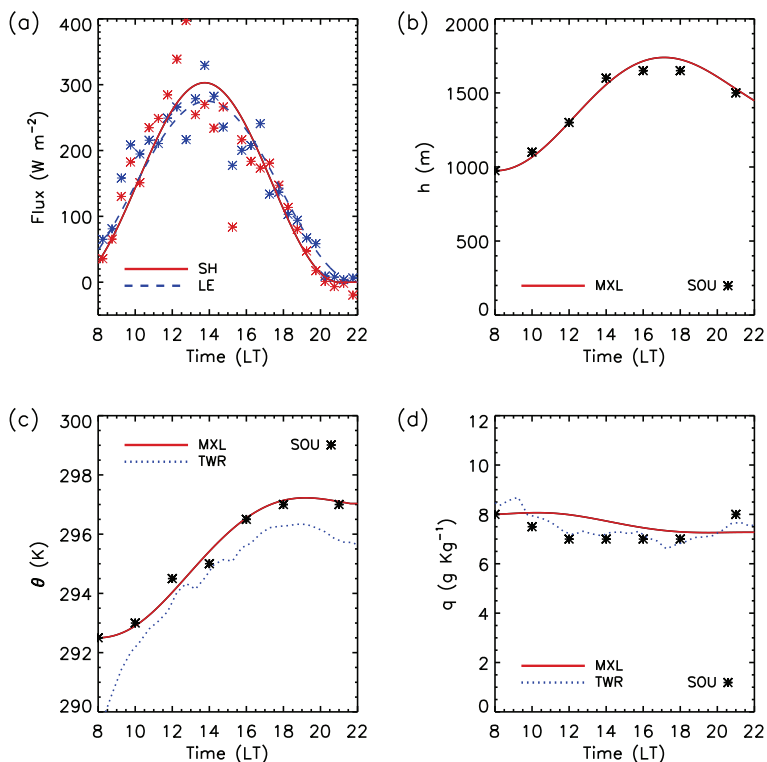 (a)
400
300
200
100
0
Flux (W m⁻²)
SH
LE
8 10 12 14 16 18 20 22
Time (LT)
(b)
2000
1500
1000
500
0
h (m)
MXL SOU
8 10 12 14 16 18 20 22
Time (LT)
(c)
300
298
296
294
292
290
θ (K)
MXL SOU
TWR
8 10 12 14 16 18 20 22
Time (LT)
(d)
12
10
8
6
4
2
0
q (g Kg⁻¹)
MXL
TWR SOU
8 10 12 14 16 18 20 22
Time (LT)